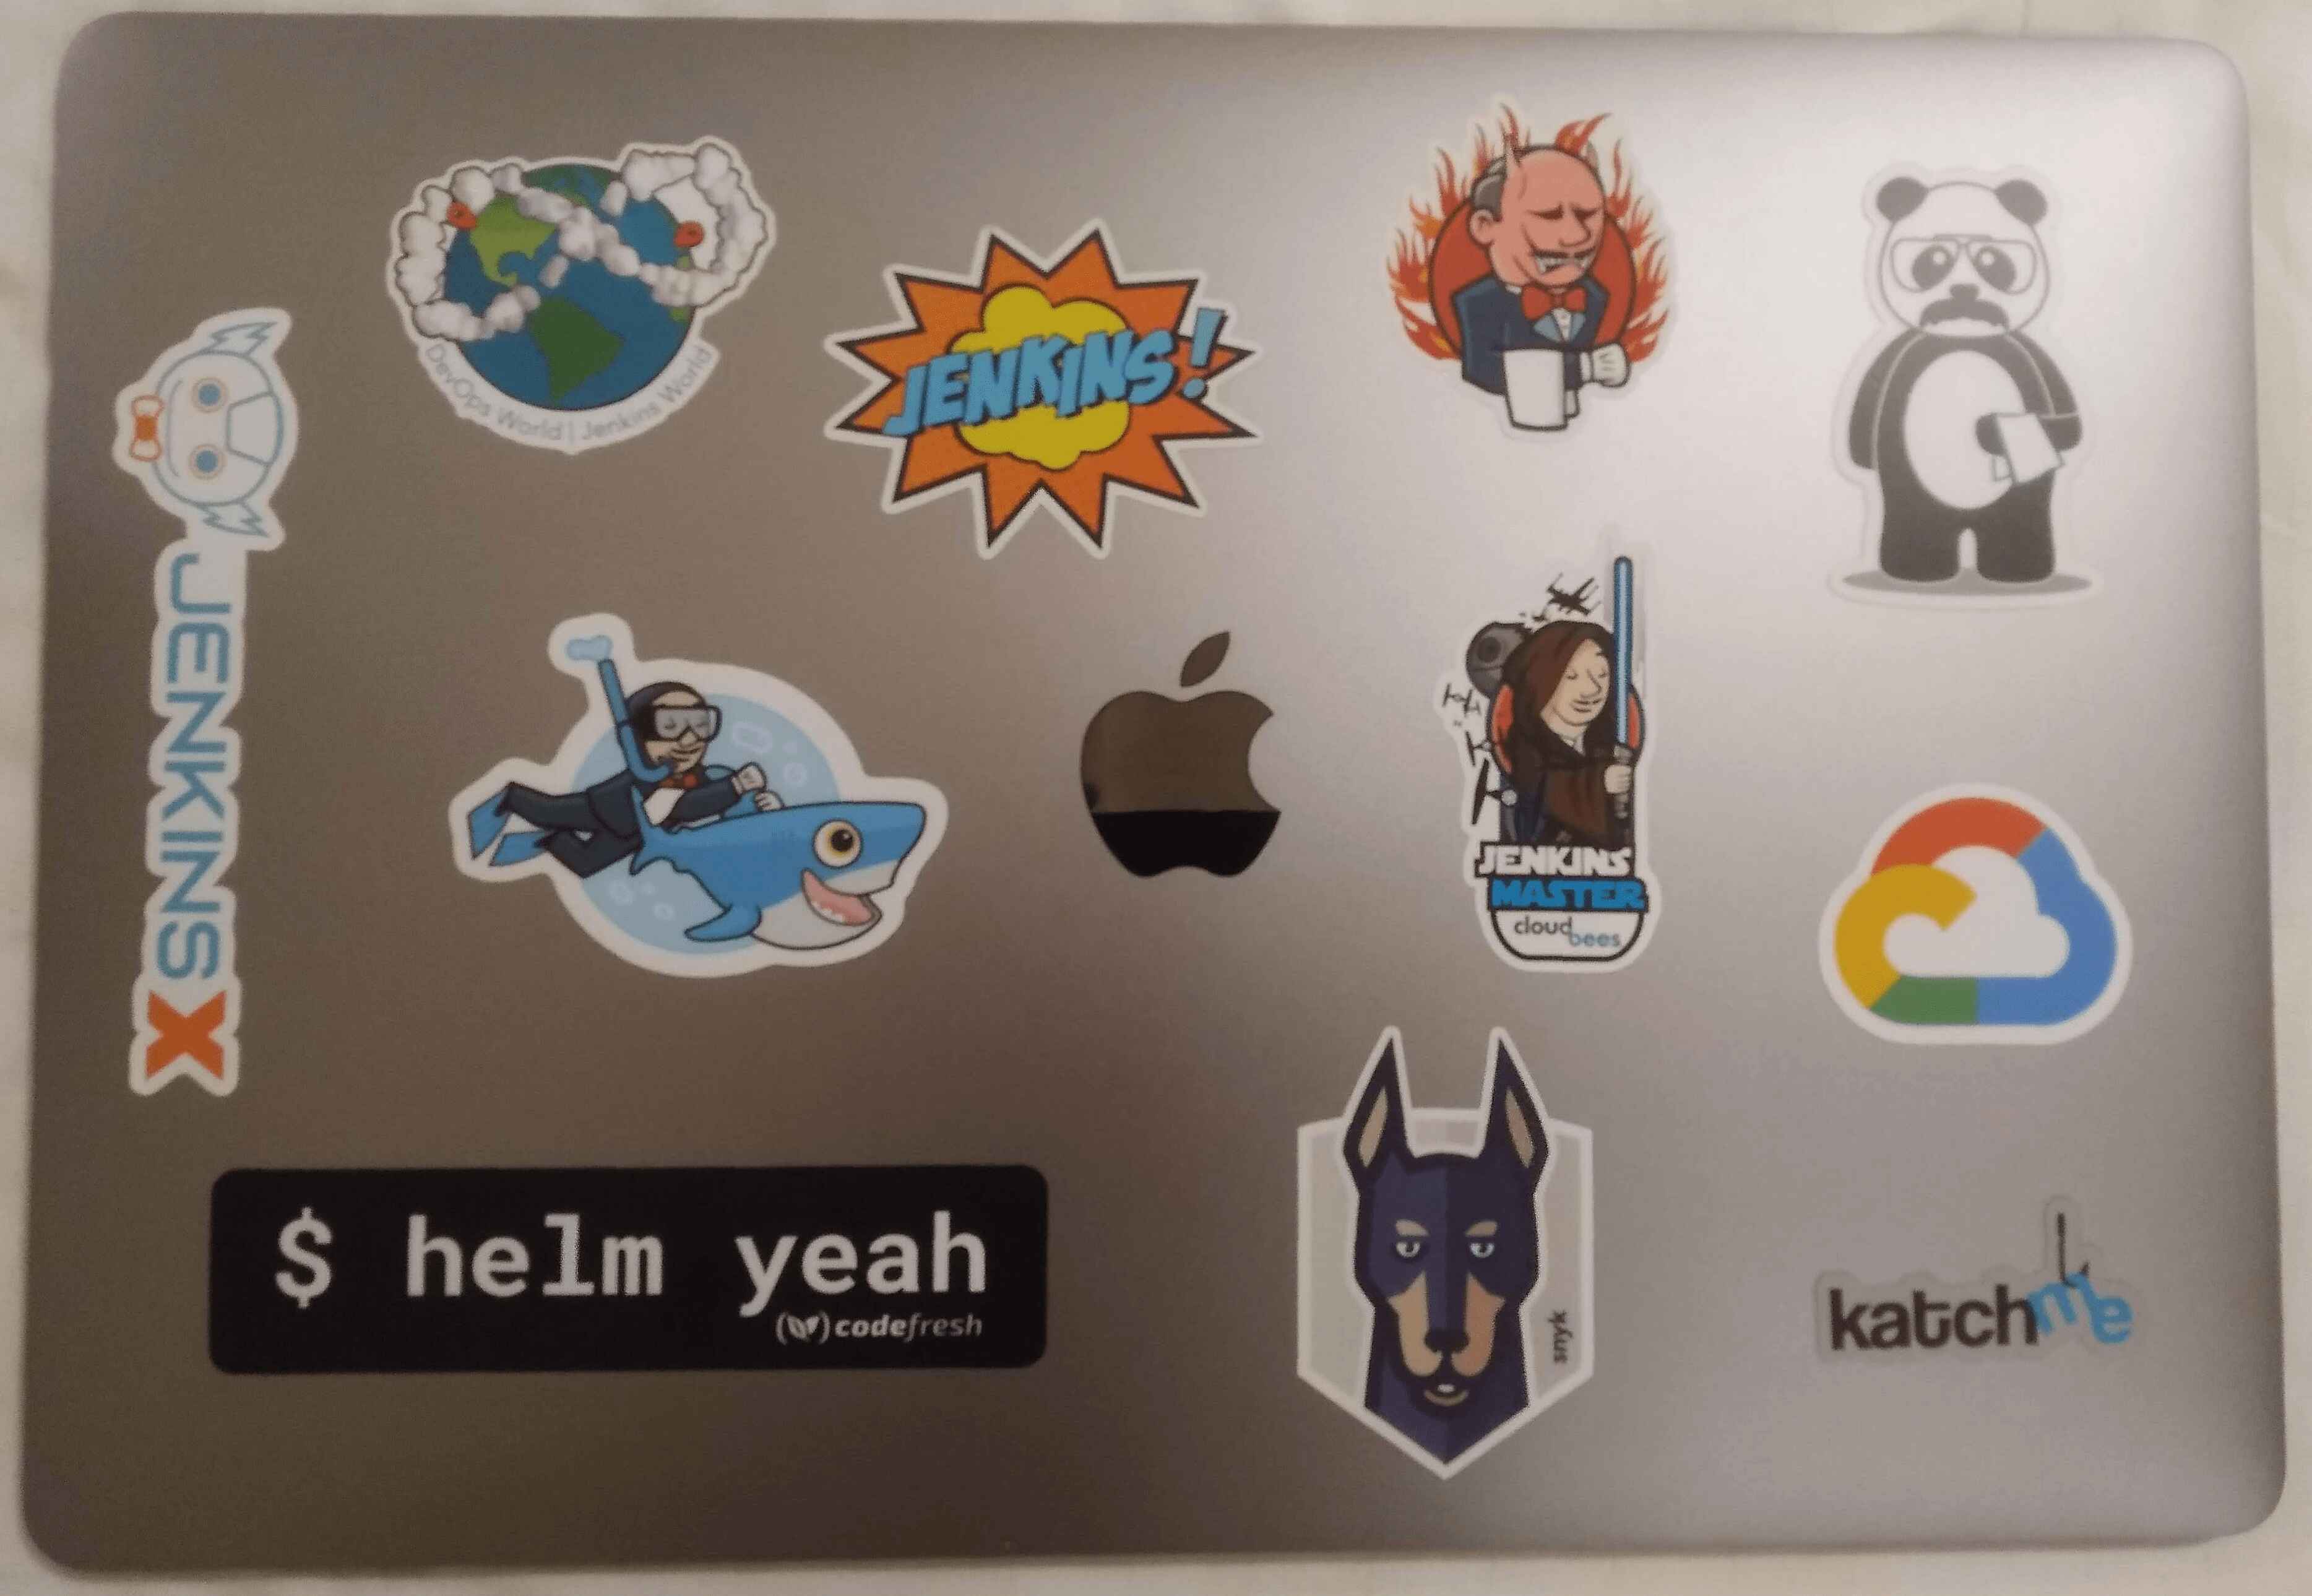 DevOps World | Jenkins World
JENKINS!
JENKINS X
JENKINS
MASTER
cloudbees
$ helm yeah
codefresh
snyk
katchme